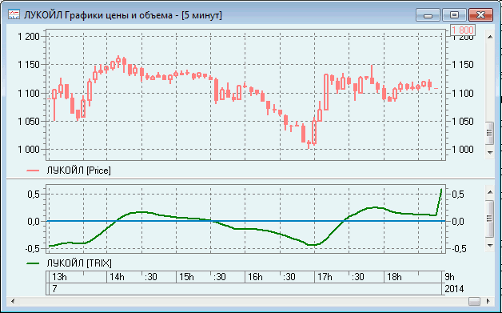 ЛУКОЙЛ Графики цены и объема - [5 минут]
1 800
1 200 1 200
1 150 1 150
1 100 1 100
1 050 1 050
1 000 1 000
ЛУКОЙЛ [Price]
0,5 0,5
0,0 0,0
-0,5 -0,5
ЛУКОЙЛ [TRIX]
13h 14h :30 15h :30 16h :30 17h :30 18h 9h
7 2014